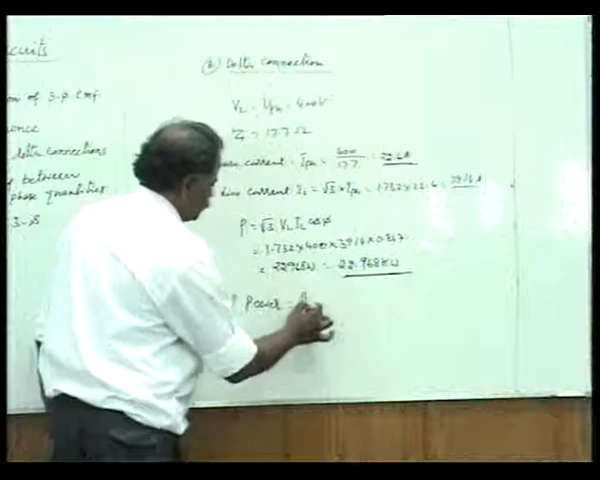 cuits
on of 3-φ emf
ence
delta connections
between
phase quantities
3-φ
(b) Delta connection
VL = Vph = 400V
Z = 17.7 Ω
current : Iph = 400/17.7 = 22.6A
line current IL = √3 × Iph = 1.732 × 22.6 = 39.14 A
P = √3 VL IL cosφ
= 1.732 × 400 × 39.14 × 0.847
= 22968W = 22.968KW
Power =